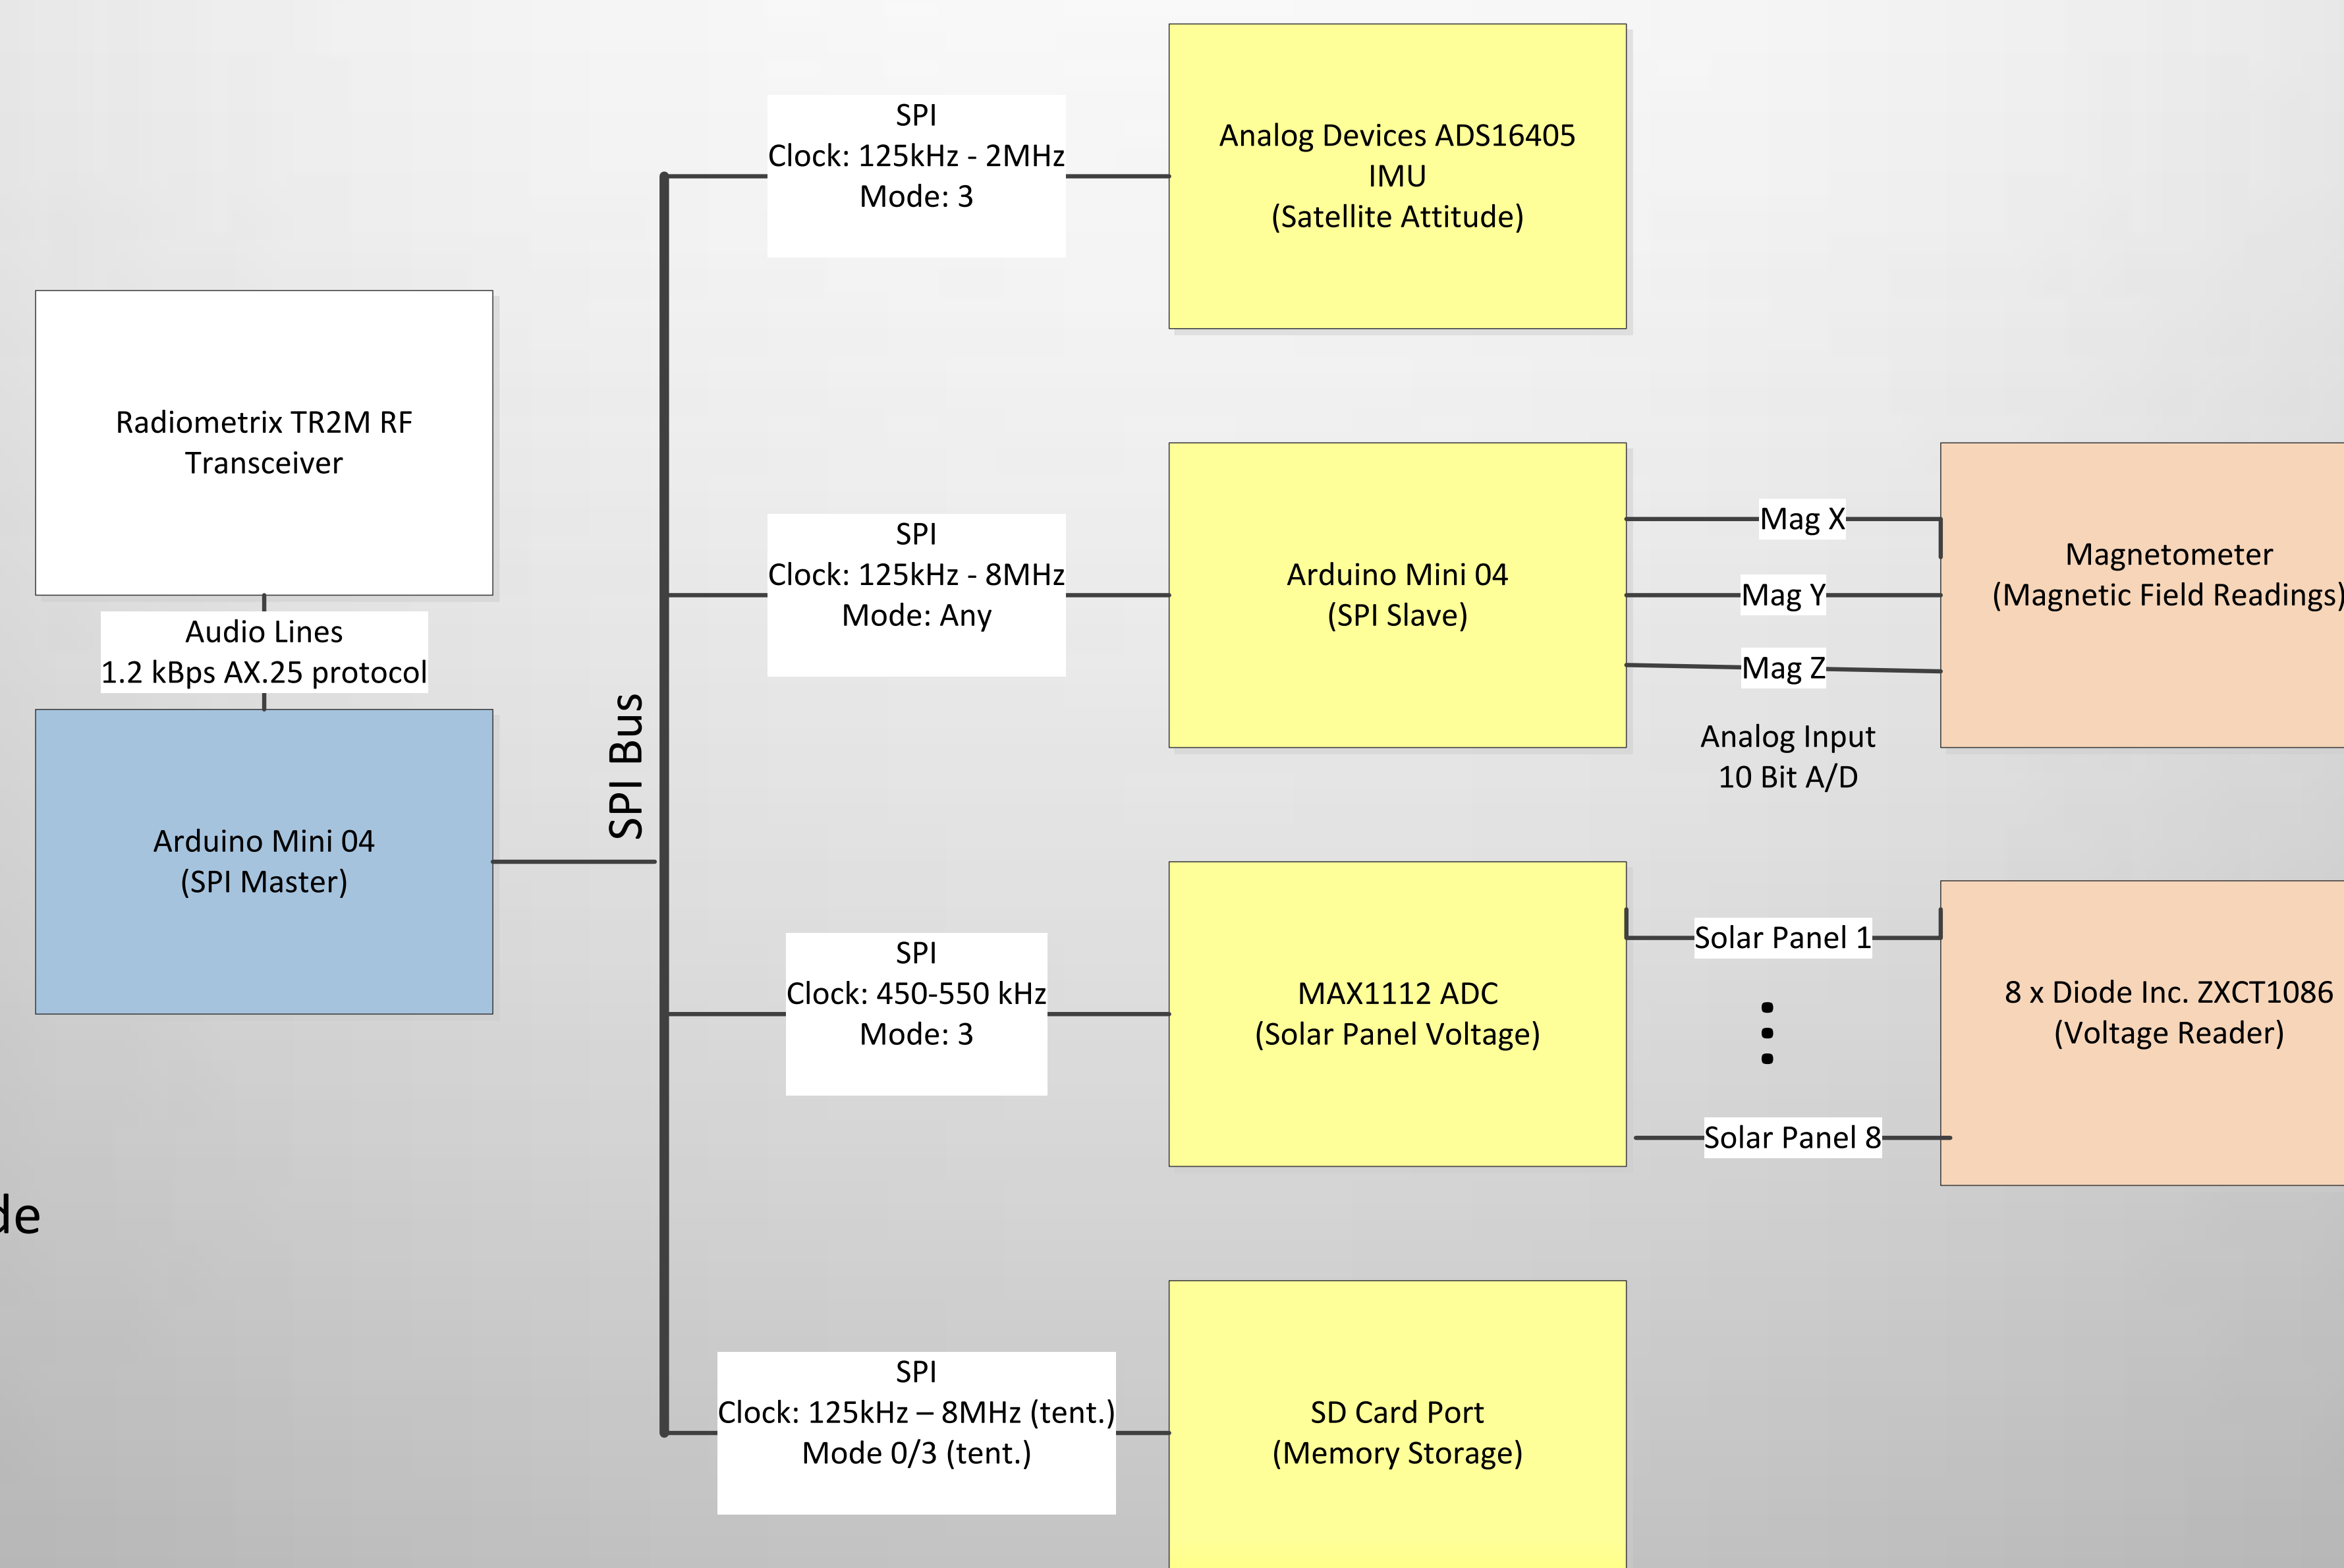 SPI
Clock: 125kHz - 2MHz
Mode: 3
Analog Devices ADS16405
IMU
(Satellite Attitude)
Radiometrix TR2M RF
Transceiver
Audio Lines
1.2 kBps AX.25 protocol
Arduino Mini 04
(SPI Master)
SPI Bus
SPI
Clock: 125kHz - 8MHz
Mode: Any
Arduino Mini 04
(SPI Slave)
Mag X
Mag Y
Mag Z
Analog Input
10 Bit A/D
Magnetometer
(Magnetic Field Readings)
SPI
Clock: 450-550 kHz
Mode: 3
MAX1112 ADC
(Solar Panel Voltage)
Solar Panel 1
Solar Panel 8
8 x Diode Inc. ZXCT1086
(Voltage Reader)
de
SPI
Clock: 125kHz – 8MHz (tent.)
Mode 0/3 (tent.)
SD Card Port
(Memory Storage)